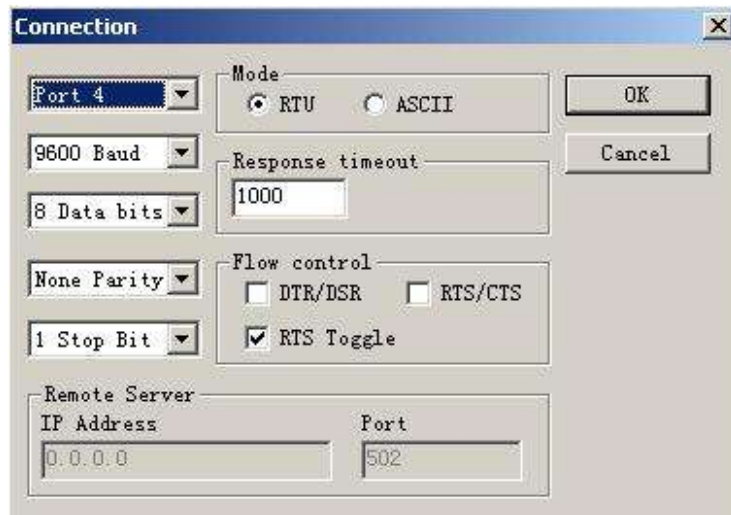 Connection
Port 4
Mode
RTU
ASCII
OK
9600 Baud
Response timeout
Cancel
1000
8 Data bits
Flow control
None Parity
DTR/DSR
RTS/CTS
1 Stop Bit
RTS Toggle
Remote Server
IP Address
Port
0.0.0.0
502